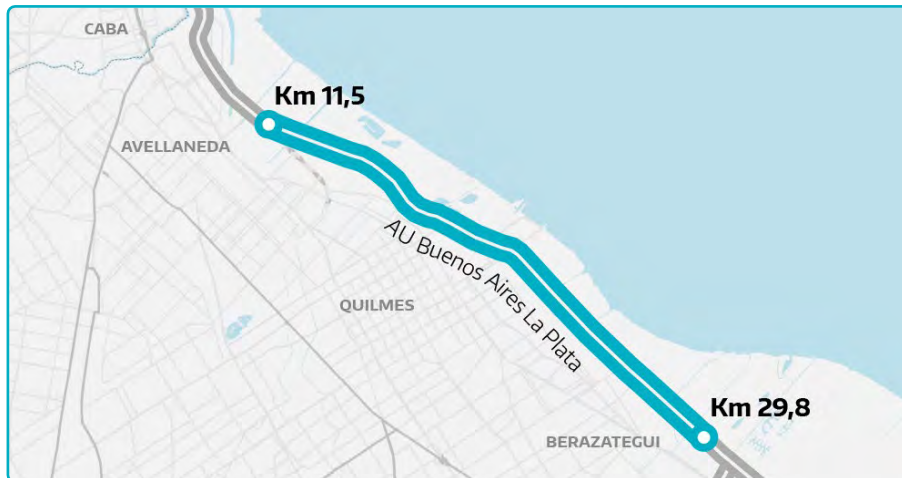 CABA
Km 11,5
AVELLANEDA
AU Buenos Aires La Plata
QUILMES
Km 29,8
BERAZATEGUI